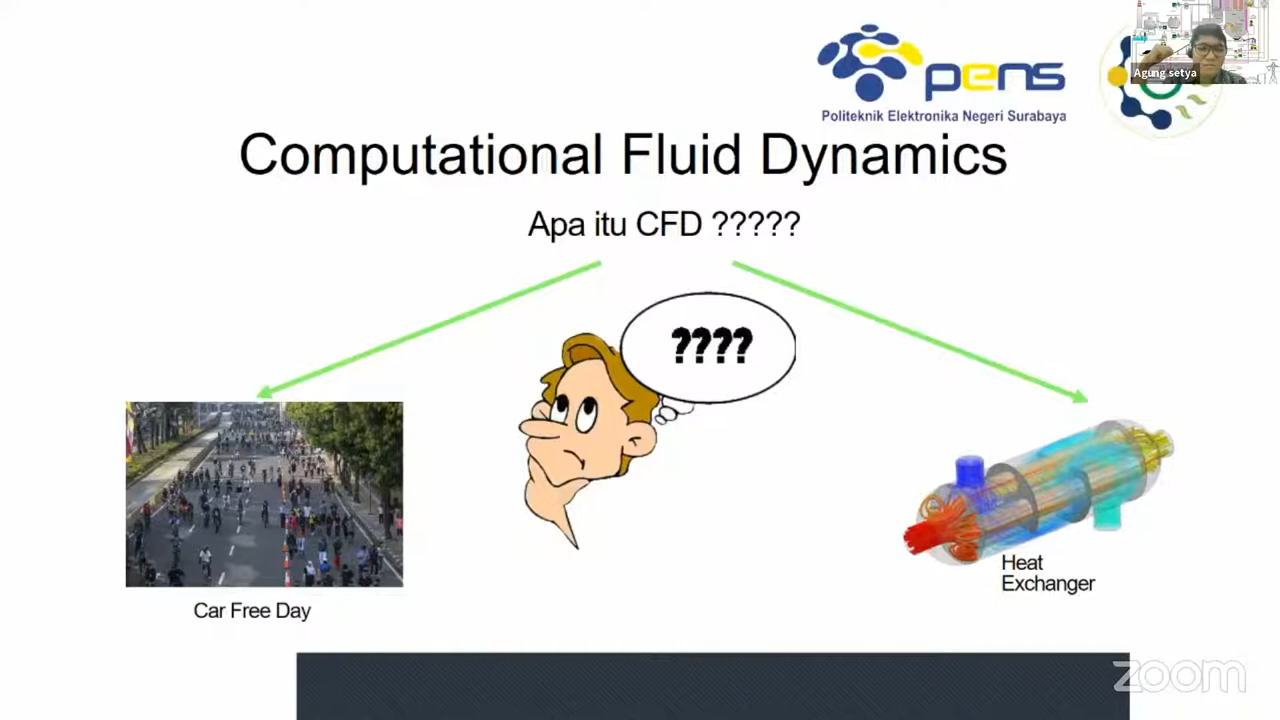 pens
Politeknik Elektronika Negeri Surabaya
Agung setya
Computational Fluid Dynamics
Apa itu CFD ?????
????
Car Free Day
Heat
Exchanger
zoom